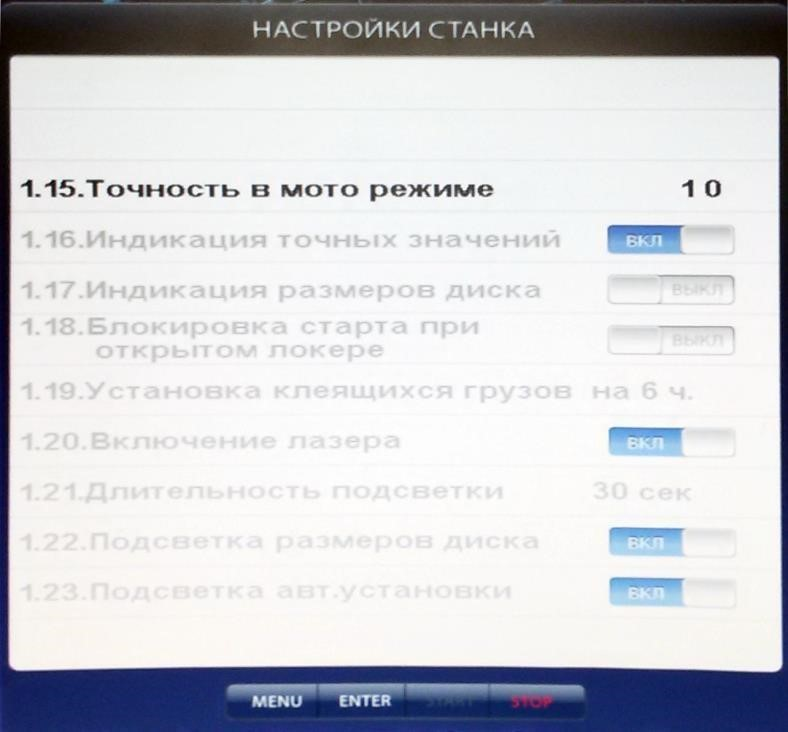 НАСТРОЙКИ СТАНКА
1.15.Точность в мото режиме 10
1.16.Индикация точных значений ВКЛ
1.17.Индикация размеров диска ВЫКЛ
1.18.Блокировка старта при
открытом локере ВЫКЛ
1.19.Установка клеящихся грузов на 6 ч.
1.20.Включение лазера ВКЛ
1.21.Длительность подсветки 30 сек
1.22.Подсветка размеров диска ВКЛ
1.23.Подсветка авт.установки ВКЛ
MENU ENTER START STOP